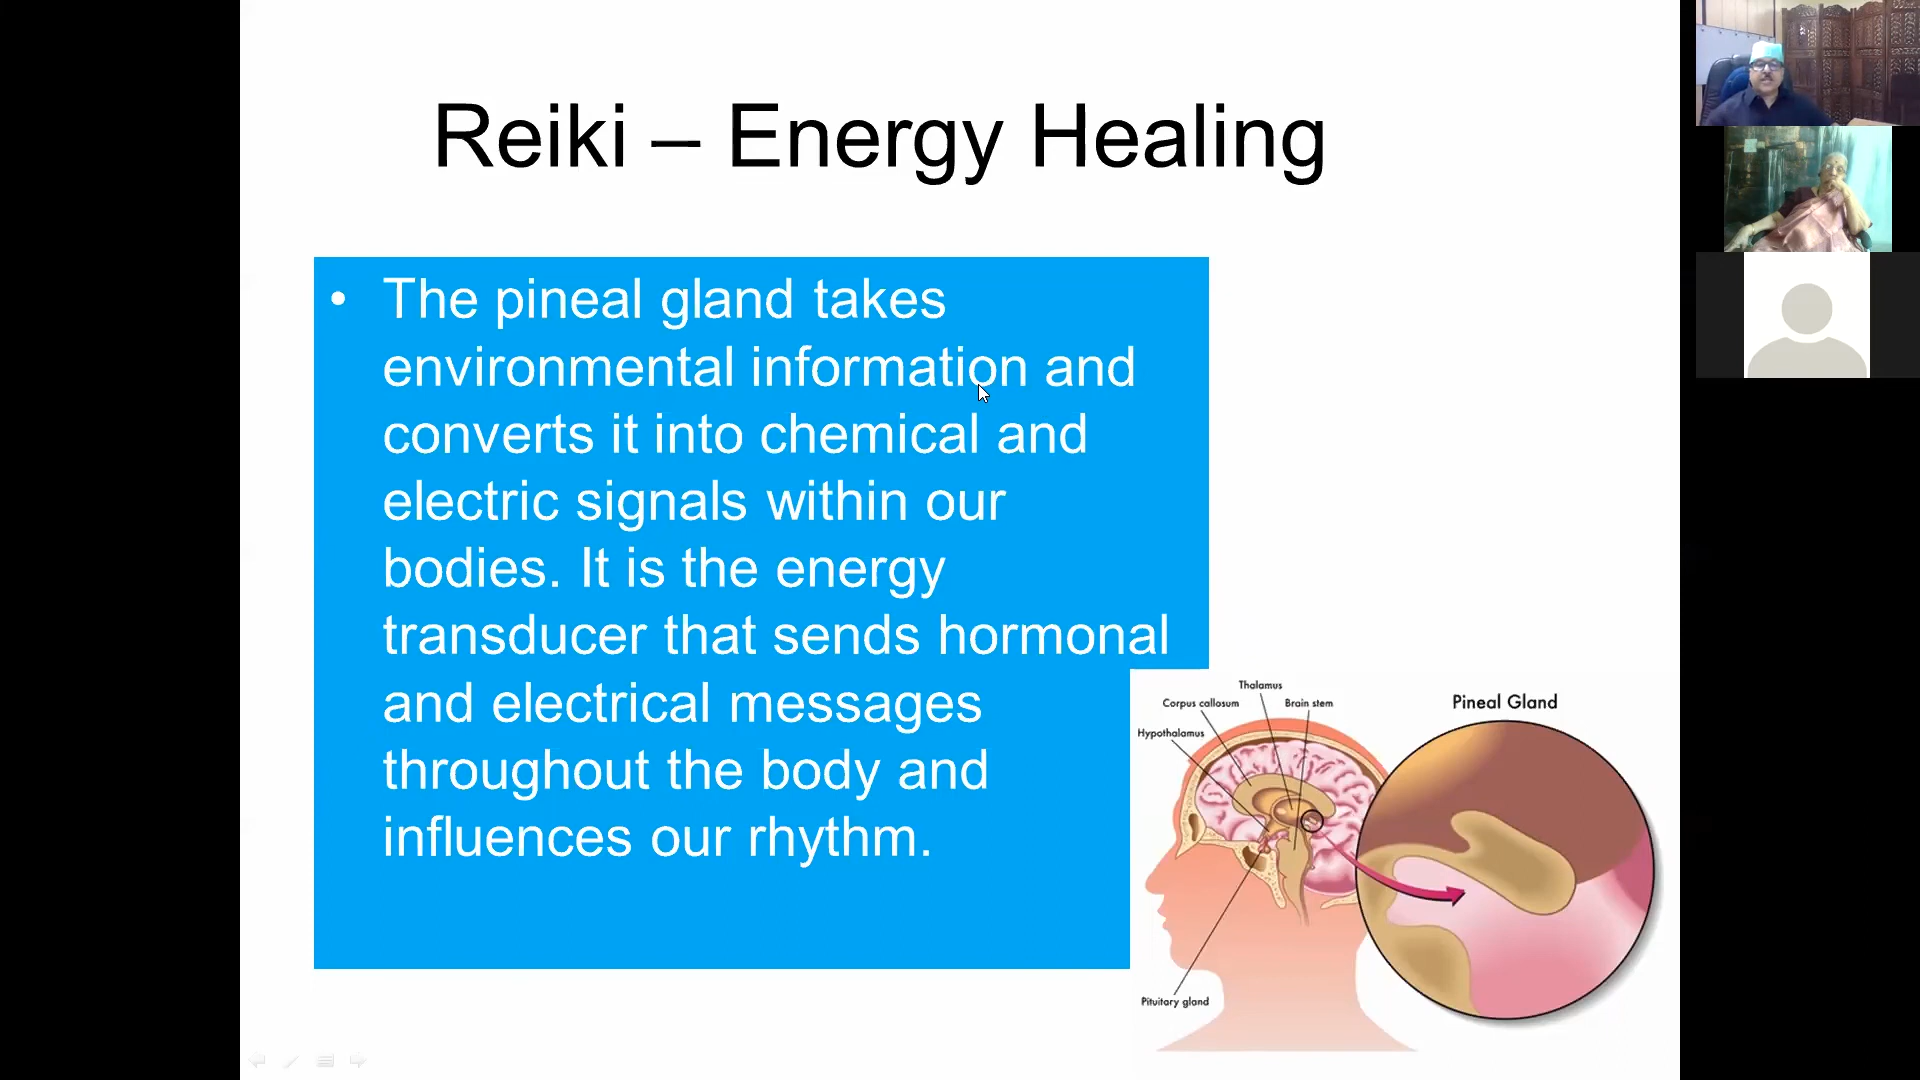 Reiki – Energy Healing
• The pineal gland takes
environmental information and
converts it into chemical and
electric signals within our
bodies. It is the energy
transducer that sends hormonal
and electrical messages
throughout the body and
influences our rhythm.
Thalamus
Corpus callosum
Brain stem
Hypothalamus
Pineal Gland
Pituitary gland